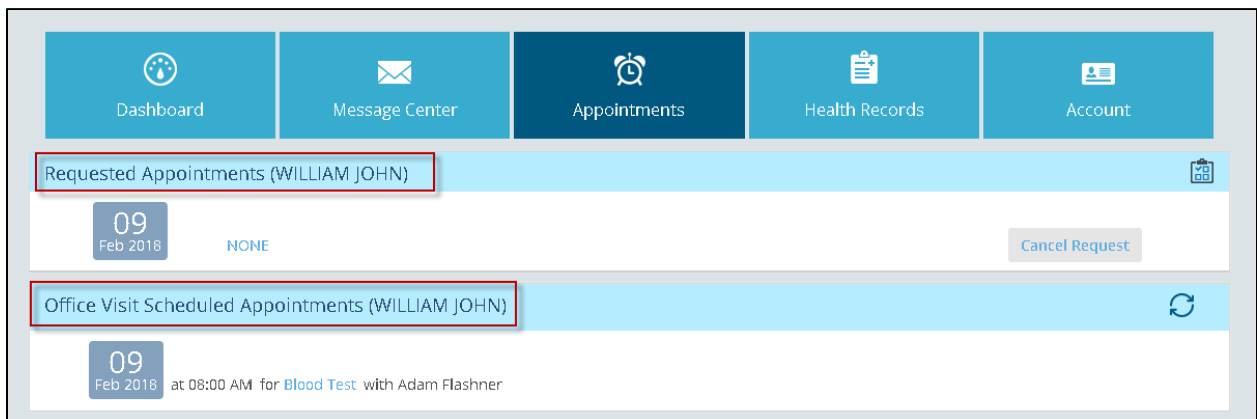 Dashboard
Message Center
Appointments
Health Records
Account
Requested Appointments (WILLIAM JOHN)
09
Feb 2018
NONE
Cancel Request
Office Visit Scheduled Appointments (WILLIAM JOHN)
09
Feb 2018
at 08:00 AM for Blood Test with Adam Flashner